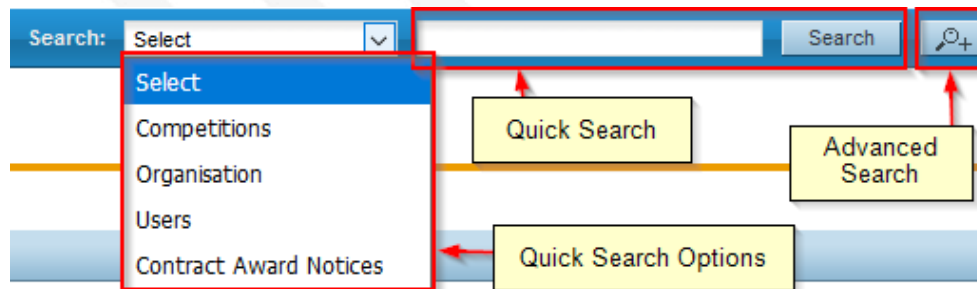 Search: Select Search
Select
Competitions
Organisation
Users
Contract Award Notices
Quick Search
Advanced
Search
Quick Search Options